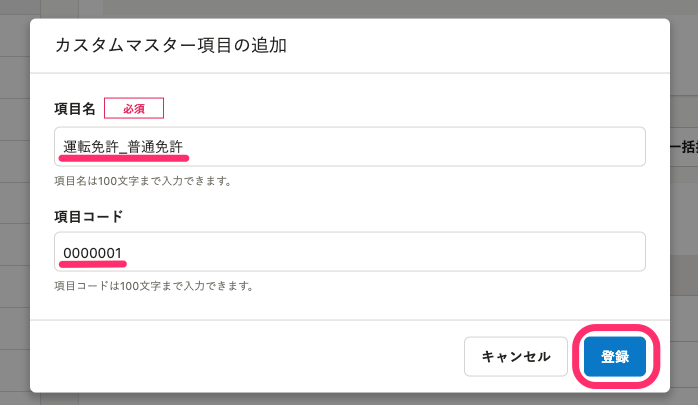 カスタムマスター項目の追加
項目名 必須
運転免許_普通免許
項目名は100文字まで入力できます。
項目コード
0000001
項目コードは100文字まで入力できます。
キャンセル 登録
一括